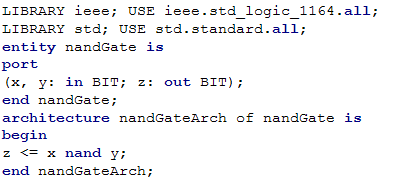 LIBRARY ieee; USE ieee.std_logic_1164.all;
LIBRARY std; USE std.standard.all;
entity nandGate is
port
(x, y: in BIT; z: out BIT);
end nandGate;
architecture nandGateArch of nandGate is
begin
z <= x nand y;
end nandGateArch;